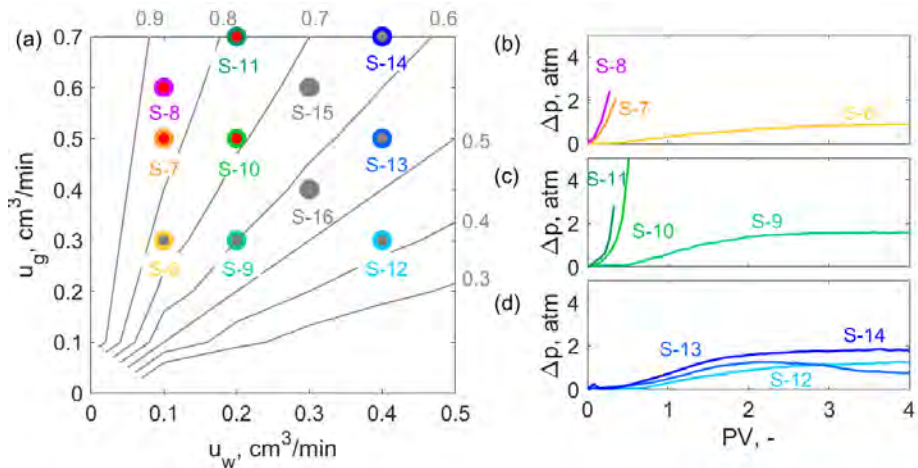 (a)
0.9
0.8
0.7
0.6
0.7
0.6
0.5
0.4
0.3
0.2
0.1
0
u_g, cm³/min
S-11
S-14
S-8
S-15
S-7
S-10
S-13
S-16
S-6
S-9
S-12
0.5
0.4
0.3
0
0.1
0.2
0.3
0.4
0.5
u_w, cm³/min
(b)
Δp, atm
4
2
0
S-8
S-7
S-6
(c)
Δp, atm
4
2
0
S-11
S-10
S-9
(d)
Δp, atm
4
2
0
S-13
S-14
S-12
0
1
2
3
4
PV, -